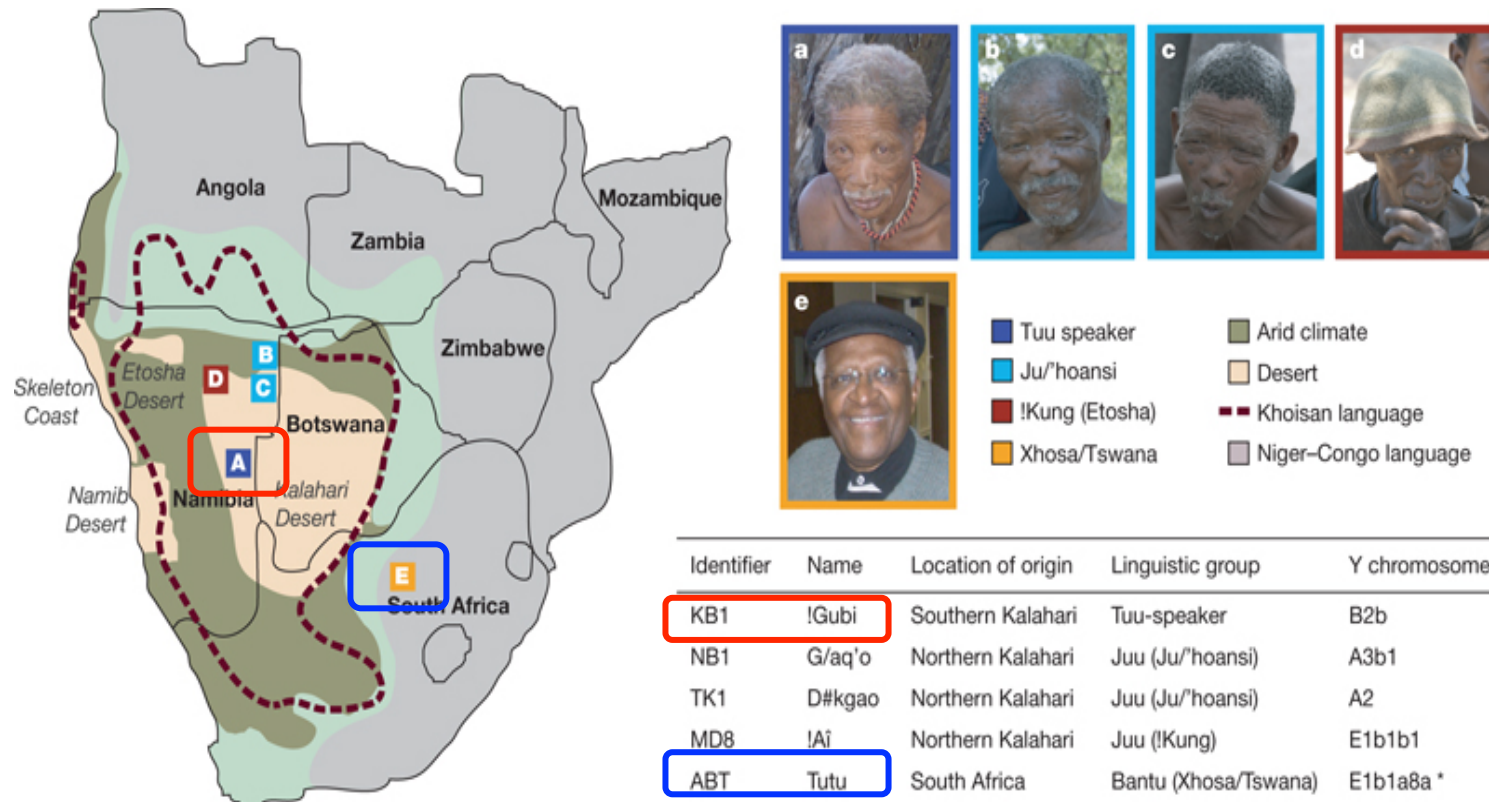 Angola
Zambia
Mozambique
Zimbabwe
Skeleton
Coast
Etosha
Desert
B
D
C
Botswana
A
Namib
Desert
Namibia
Kalahari
Desert
E
South Africa
a
b
c
d
e
Tuu speaker
Ju/'hoansi
!Kung (Etosha)
Xhosa/Tswana
Arid climate
Desert
Khoisan language
Niger–Congo language
Identifier Name Location of origin Linguistic group Y chromosome
KB1 !Gubi Southern Kalahari Tuu-speaker B2b
NB1 G/aq'o Northern Kalahari Juu (Ju/'hoansi) A3b1
TK1 D#kgao Northern Kalahari Juu (Ju/'hoansi) A2
MD8 !Aî Northern Kalahari Juu (!Kung) E1b1b1
ABT Tutu South Africa Bantu (Xhosa/Tswana) E1b1a8a *